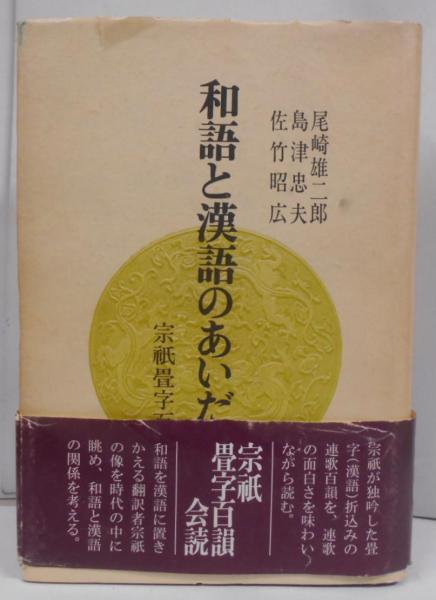 尾崎雄二郎
島津忠夫
佐竹昭広
和語と漢語のあいだ
宗祇畳字
宗祇が独吟した畳
字(漢語)折込みの
連歌百韻を、連歌
の面白さを味わい
ながら読む。
宗祇
畳字百韻
会読
和語を漢語に置き
かえる翻訳者宗祇
の像を時代の中に
眺め、和語と漢語
の関係を考える。